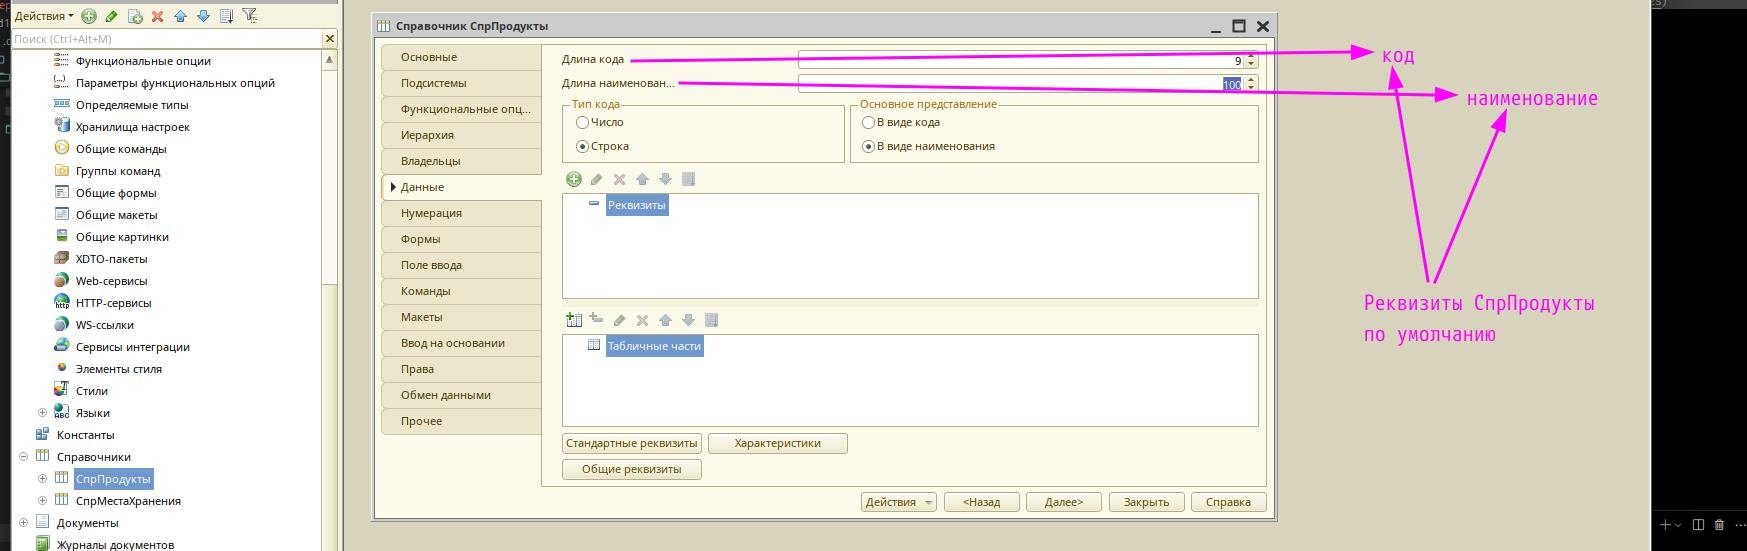 Действия
Поиск (Ctrl+Alt+M)
Функциональные опции
Параметры функциональных опций
Определяемые типы
Хранилища настроек
Общие команды
Группы команд
Общие формы
Общие макеты
Общие картинки
XDTO-пакеты
Web-сервисы
HTTP-сервисы
WS-ссылки
Сервисы интеграции
Элементы стиля
Стили
Языки
Константы
Справочники
СпрПродукты
СпрМестаХранения
Документы
Журналы документов
Справочник СпрПродукты
Основные
Подсистемы
Функциональные опц...
Иерархия
Владельцы
Данные
Нумерация
Формы
Поле ввода
Команды
Макеты
Ввод на основании
Права
Обмен данными
Прочее
Длина кода 9
Длина наименован... 100
Тип кода
Число
Строка
Основное представление
В виде кода
В виде наименования
Реквизиты
Табличные части
Стандартные реквизиты Характеристики
Общие реквизиты
Действия <Назад Далее> Закрыть Справка
код
наименование
Реквизиты СпрПродукты
по умолчанию